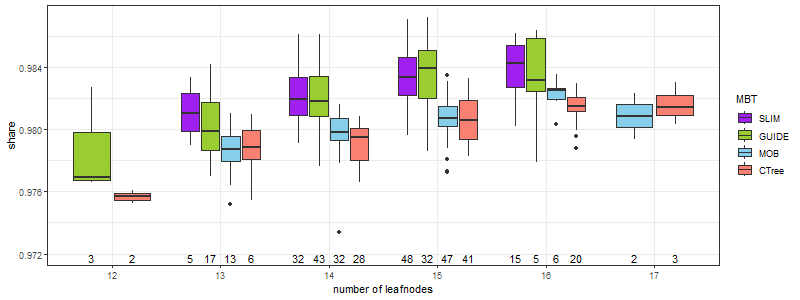 MBT
SLIM
GUIDE
MOB
CTree
share
0.984
0.980
0.976
0.972
3 2 5 17 13 6 32 43 32 28 48 32 47 41 15 5 6 20 2 3
12 13 14 15 16 17
number of leafnodes